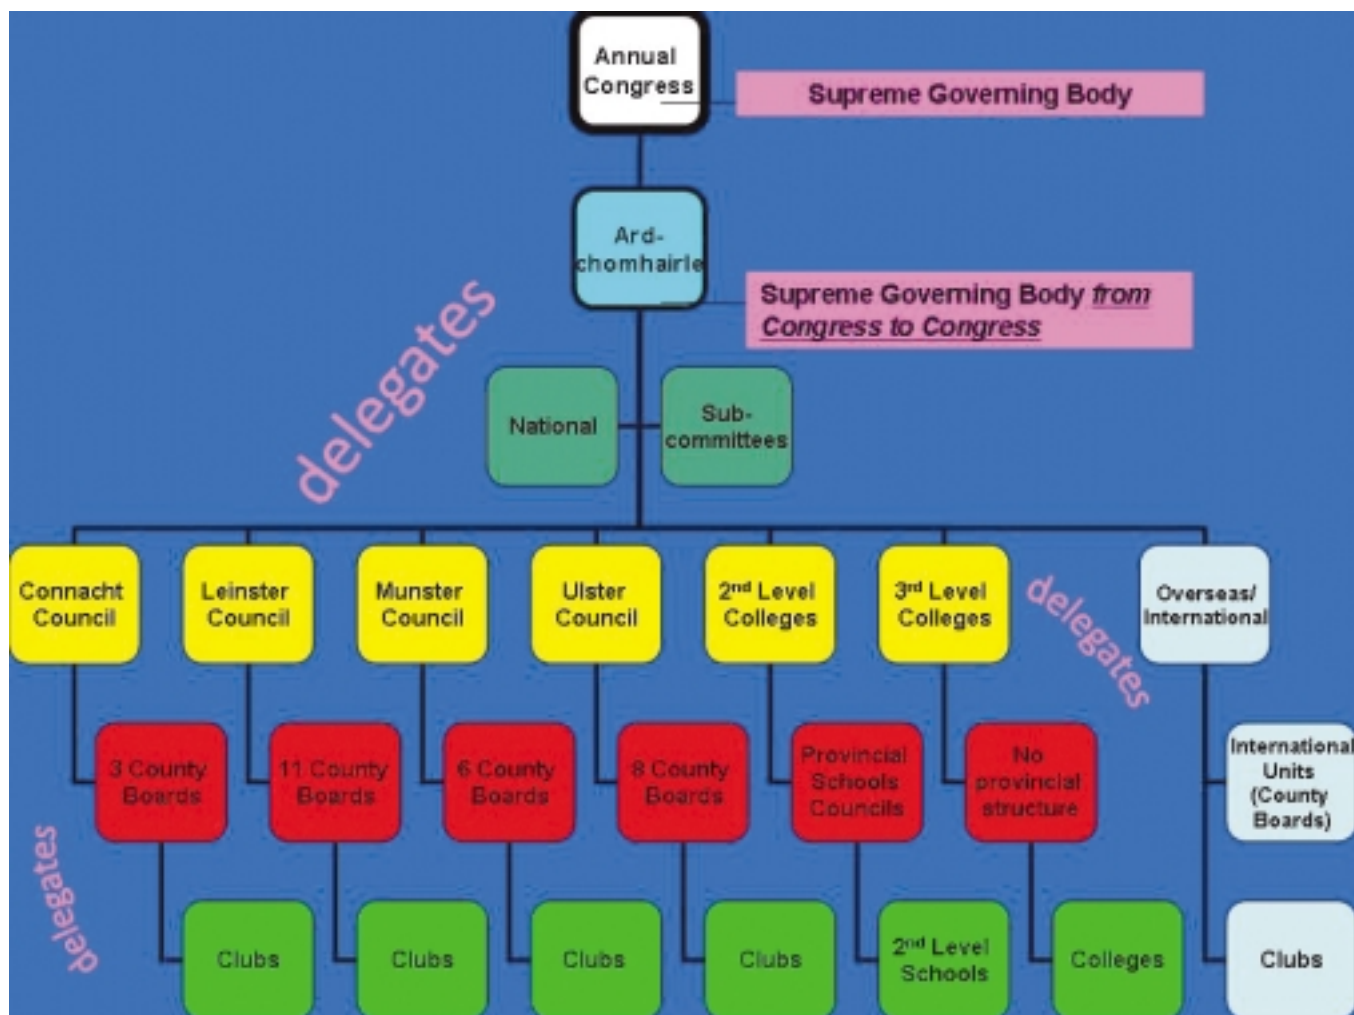 Annual
Congress
Supreme Governing Body
Ard-
chomhairle
Supreme Governing Body from
Congress to Congress
delegates
National
Sub-
committees
Connacht
Council
Leinster
Council
Munster
Council
Ulster
Council
2nd Level
Colleges
3rd Level
Colleges
delegates
Overseas/
International
3 County
Boards
11 County
Boards
6 County
Boards
8 County
Boards
Provincial
Schools
Councils
No
provincial
structure
International
Units
(County
Boards)
delegates
Clubs
Clubs
Clubs
Clubs
2nd Level
Schools
Colleges
Clubs